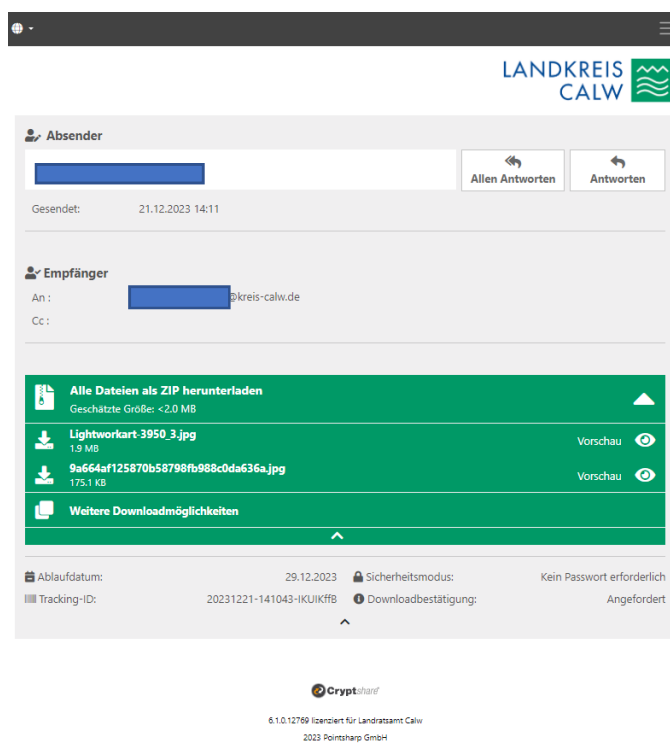 LANDKREIS
CALW
Absender
Allen Antworten
Antworten
Gesendet: 21.12.2023 14:11
Empfänger
An : @kreis-calw.de
Cc :
Alle Dateien als ZIP herunterladen
Geschätzte Größe: <2.0 MB
Lightworkart-3950_3.jpg
1.9 MB
Vorschau
9a664af125870b58798fb988c0da636a.jpg
175.1 KB
Vorschau
Weitere Downloadmöglichkeiten
Ablaufdatum: 29.12.2023 Sicherheitsmodus: Kein Passwort erforderlich
Tracking-ID: 20231221-141043-IKUIKffB Downloadbestätigung: Angefordert
Cryptshare
6.1.0.12769 lizenziert für Landratsamt Calw
2023 Pointsharp GmbH